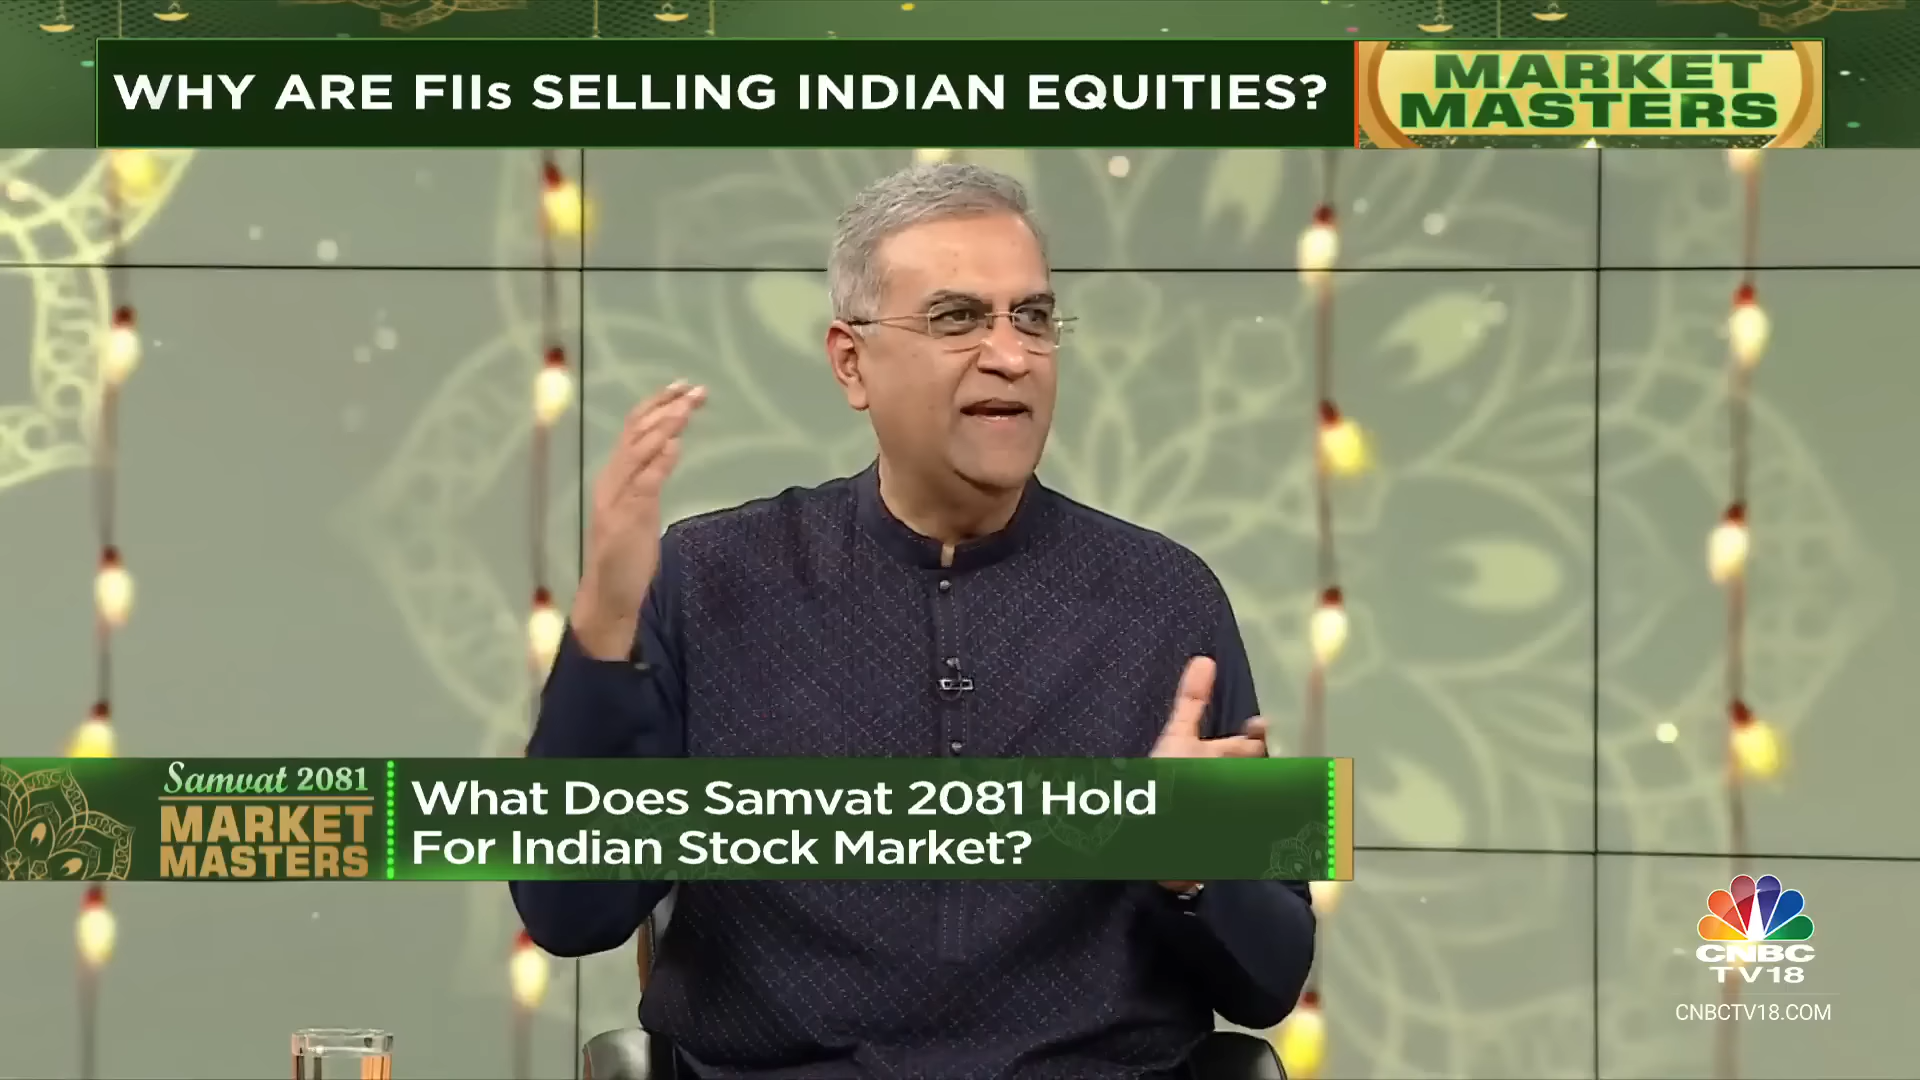 WHY ARE FIIs SELLING INDIAN EQUITIES?
MARKET
MASTERS
Samvat 2081
MARKET
MASTERS
What Does Samvat 2081 Hold
For Indian Stock Market?
CNBC
TV18
CNBCTV18.COM